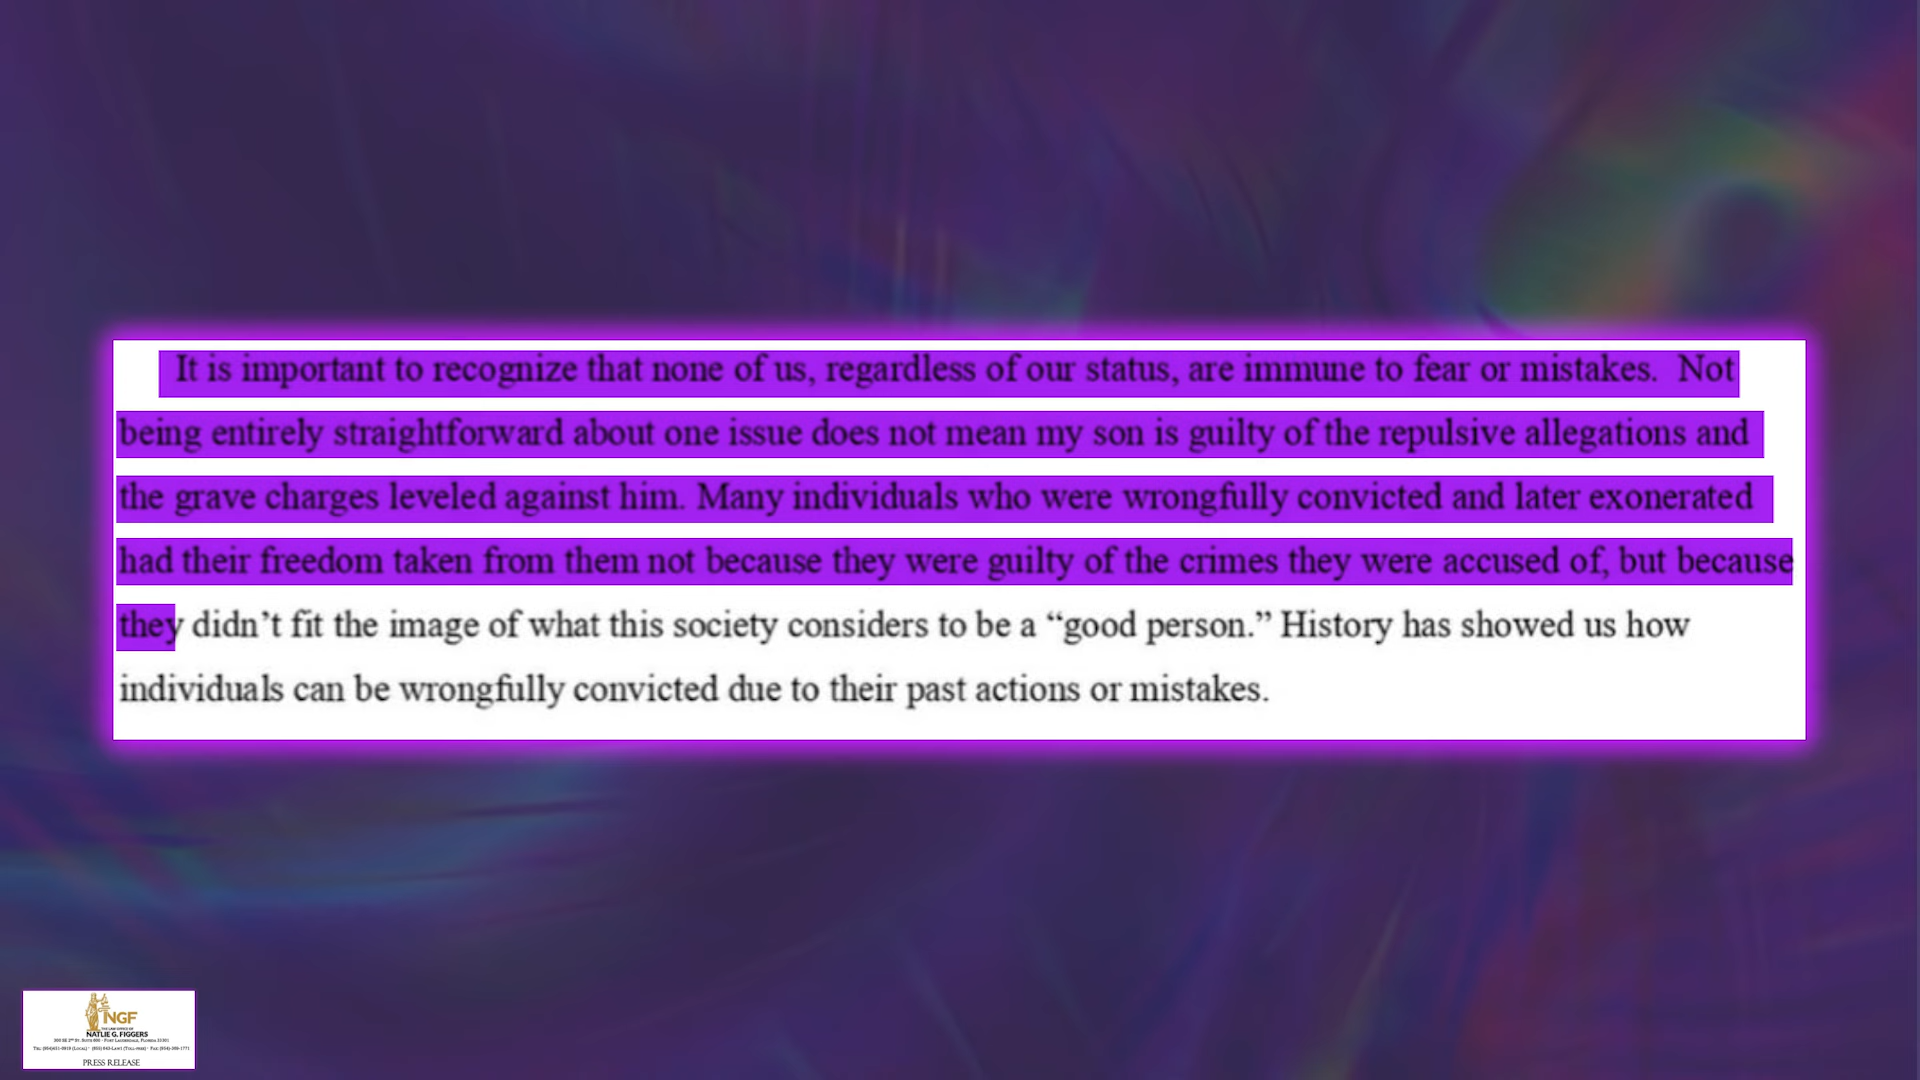 It is important to recognize that none of us, regardless of our status, are immune to fear or mistakes.  Not
being entirely straightforward about one issue does not mean my son is guilty of the repulsive allegations and
the grave charges leveled against him. Many individuals who were wrongfully convicted and later exonerated
had their freedom taken from them not because they were guilty of the crimes they were accused of, but because
they didn’t fit the image of what this society considers to be a “good person.” History has showed us how
individuals can be wrongfully convicted due to their past actions or mistakes.
NGF
THE LAW OFFICE OF
NATLIE G. FIGGERS
PRESS RELEASE